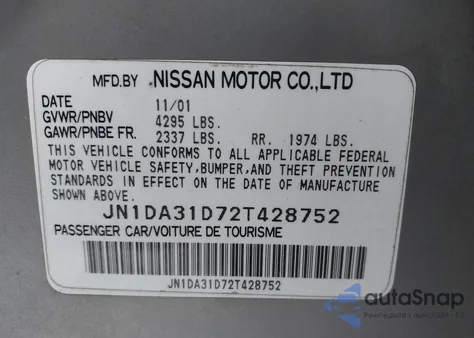 MFD.BY NISSAN MOTOR CO.,LTD
DATE 11/01
GVWR/PNBV 4295 LBS.
GAWR/PNBE FR. 2337 LBS. RR. 1974 LBS.
THIS VEHICLE CONFORMS TO ALL APPLICABLE FEDERAL
MOTOR VEHICLE SAFETY,BUMPER,AND THEFT PREVENTION
STANDARDS IN EFFECT ON THE DATE OF MANUFACTURE
SHOWN ABOVE.
JN1DA31D72T428752
PASSENGER CAR/VOITURE DE TOURISME
JN1DA31D72T428752
autoSnap